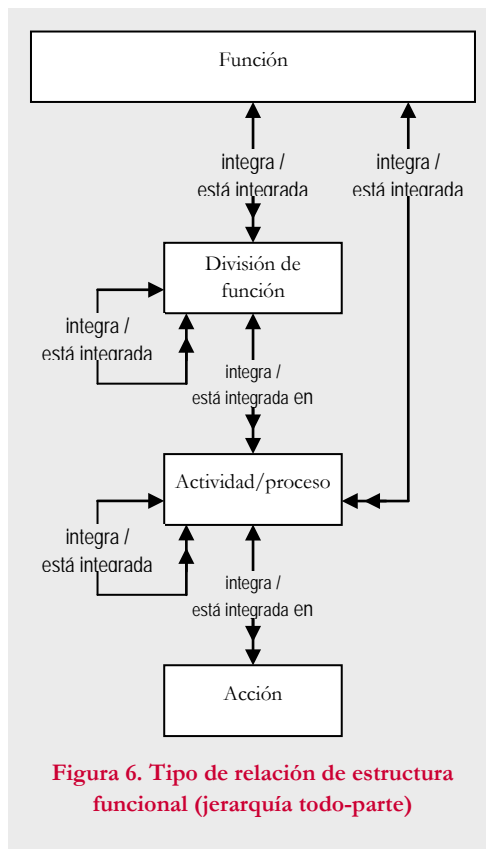 Función
integra /
está integrada
integra /
está integrada
División de
función
integra /
está integrada
integra /
está integrada en
Actividad/proceso
integra /
está integrada
integra /
está integrada en
Acción
Figura 6. Tipo de relación de estructura
funcional (jerarquía todo-parte)